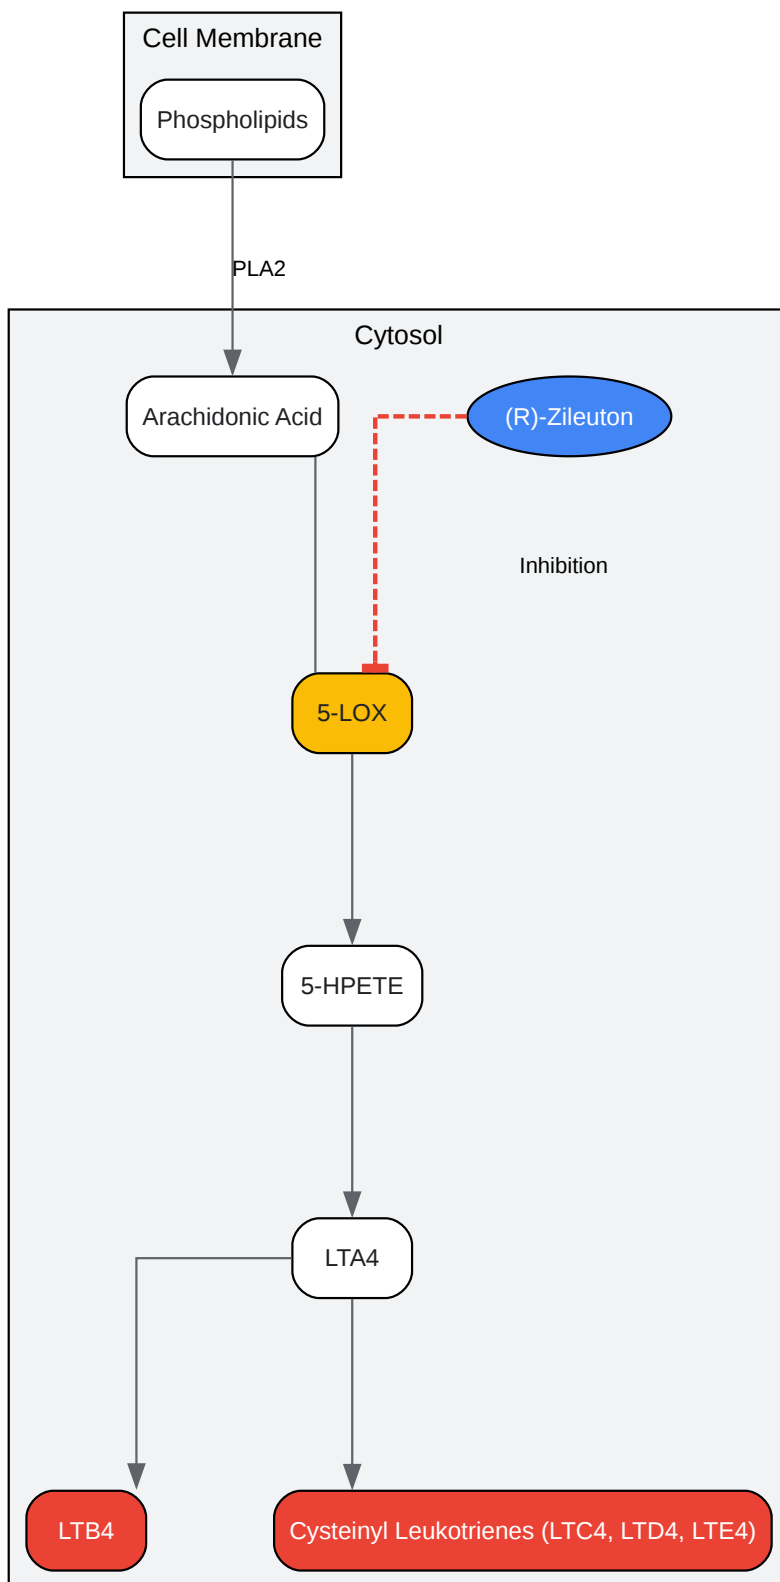 Cell Membrane
Phospholipids
PLA2
Cytosol
Arachidonic Acid
(R)-Zileuton
Inhibition
5-LOX
5-HPETE
LTA4
LTB4
Cysteinyl Leukotrienes (LTC4, LTD4, LTE4)